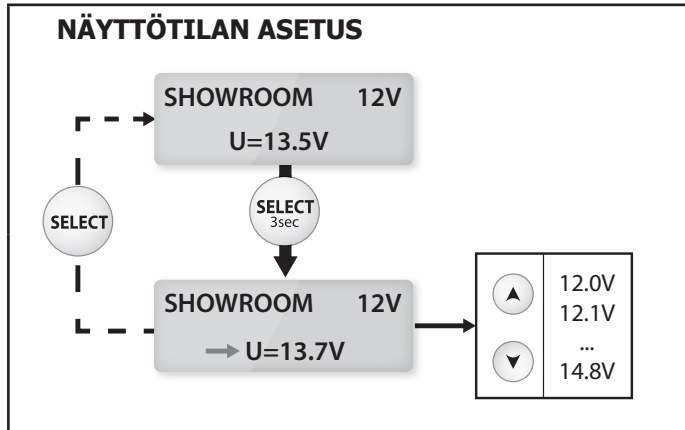 NÄYTTÖTILAN ASETUS
SHOWROOM 12V
U=13.5V
SELECT
SELECT
3sec
SHOWROOM 12V
U=13.7V
12.0V
12.1V
...
14.8V